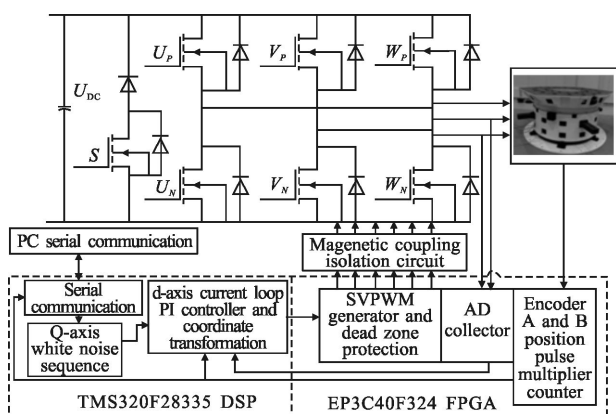 U_P
V_P
W_P
U_DC
S
U_N
V_N
W_N
PC serial communication
Magenetic coupling
isolation circuit
Serial
communication
Q-axis
white noise
sequence
d-axis current loop
PI controller and
coordinate
transformation
SVPWM
generator and
dead zone
protection
AD
collector
Encoder
A and B
position
pulse
multiplier
counter
TMS320F28335 DSP
EP3C40F324 FPGA